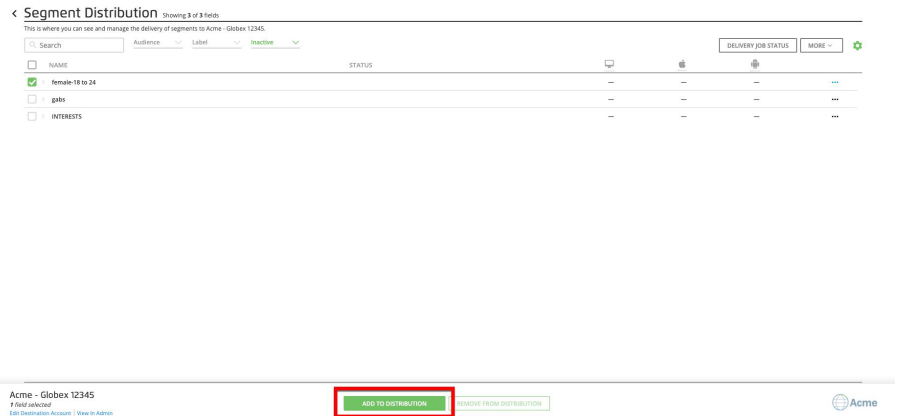 Segment Distribution Showing 3 of 3 fields
This is where you can see and manage the delivery of segments to Acme - Globex 12345.
Search Audience Label Inactive DELIVERY JOB STATUS MORE
NAME STATUS
female-18 to 24 — — — •••
gabs — — — •••
INTERESTS — — — •••
Acme - Globex 12345
1 field selected
Edit Destination Account | View In Admin
ADD TO DISTRIBUTION REMOVE FROM DISTRIBUTION
Acme